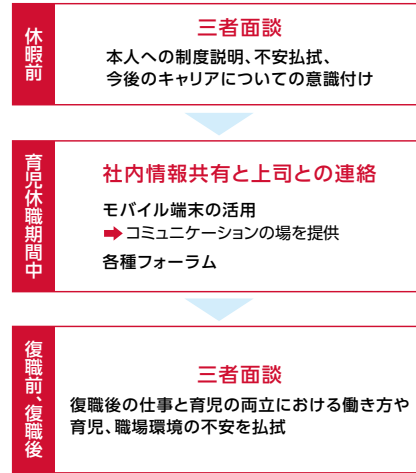 休暇前
三者面談
本人への制度説明、不安払拭、
今後のキャリアについての意識付け
育児休職期間中
社内情報共有と上司との連絡
モバイル端末の活用
➡コミュニケーションの場を提供
各種フォーラム
復職前、復職後
三者面談
復職後の仕事と育児の両立における働き方や
育児、職場環境の不安を払拭